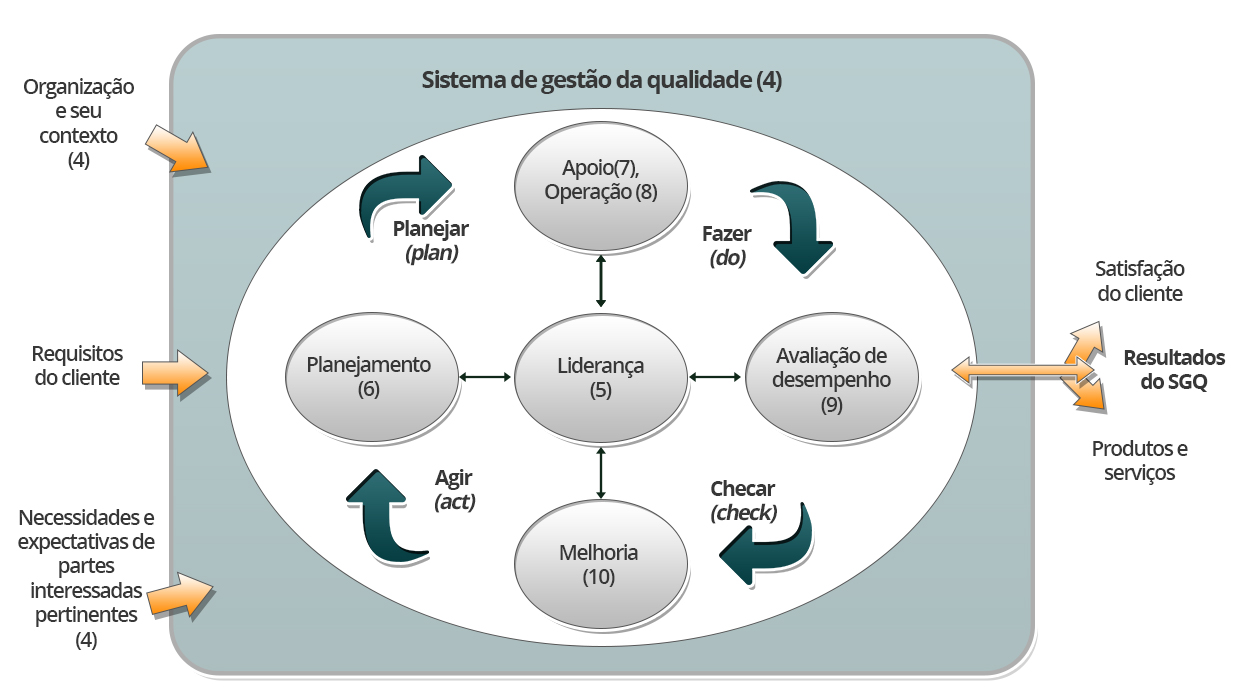 Sistema de gestão da qualidade (4)
Organização
e seu
contexto
(4)
Requisitos
do cliente
Necessidades e
expectativas de
partes
interessadas
pertinentes
(4)
Apoio(7),
Operação (8)
Planejar
(plan)
Fazer
(do)
Planejamento
(6)
Liderança
(5)
Avaliação de
desempenho
(9)
Agir
(act)
Checar
(check)
Melhoria
(10)
Satisfação
do cliente
Resultados
do SGQ
Produtos e
serviços